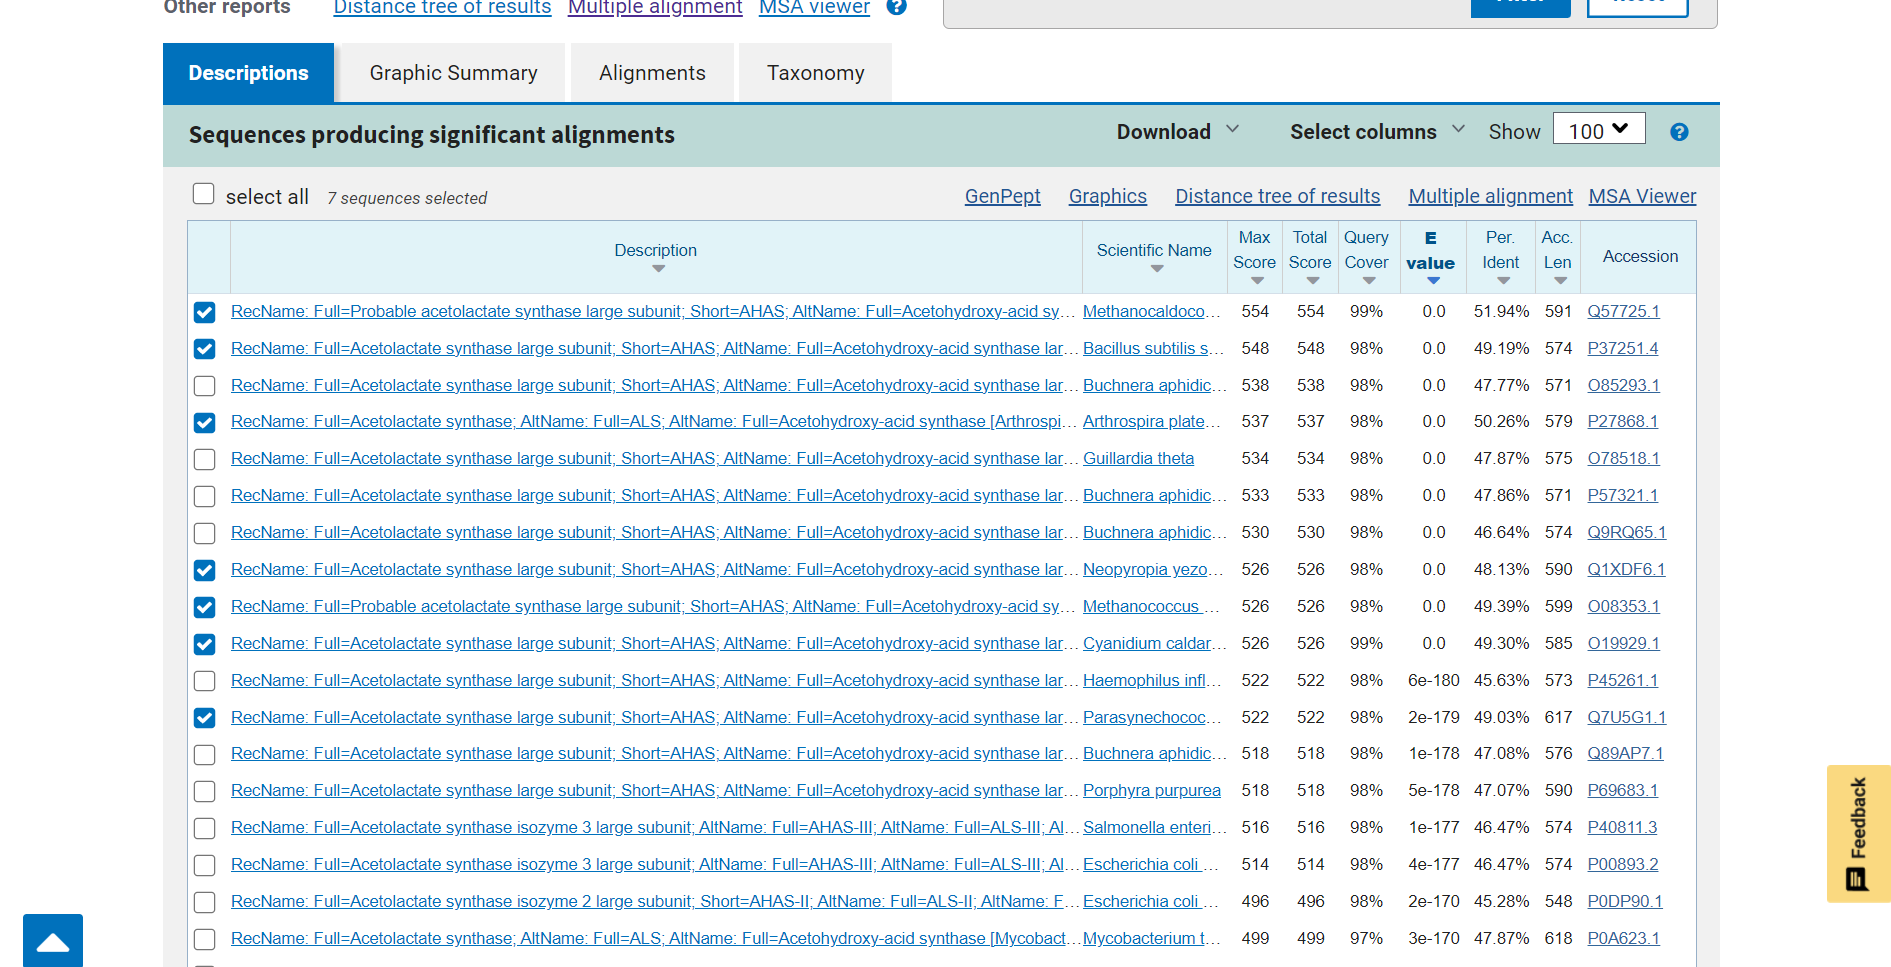 Other reports Distance tree of results Multiple alignment MSA viewer ?
Descriptions Graphic Summary Alignments Taxonomy
Sequences producing significant alignments Download Select columns Show 100 ?
select all 7 sequences selected GenPept Graphics Distance tree of results Multiple alignment MSA Viewer
Description Scientific Name Max Score Total Score Query Cover E value Per. Ident Acc. Len Accession
RecName: Full=Probable acetolactate synthase large subunit; Short=AHAS; AltName: Full=Acetohydroxy-acid sy... Methanocaldoco... 554 554 99% 0.0 51.94% 591 Q57725.1
RecName: Full=Acetolactate synthase large subunit; Short=AHAS; AltName: Full=Acetohydroxy-acid synthase lar... Bacillus subtilis s... 548 548 98% 0.0 49.19% 574 P37251.4
RecName: Full=Acetolactate synthase large subunit; Short=AHAS; AltName: Full=Acetohydroxy-acid synthase lar... Buchnera aphidic... 538 538 98% 0.0 47.77% 571 O85293.1
RecName: Full=Acetolactate synthase; AltName: Full=ALS; AltName: Full=Acetohydroxy-acid synthase [Arthrospi... Arthrospira plate... 537 537 98% 0.0 50.26% 579 P27868.1
RecName: Full=Acetolactate synthase large subunit; Short=AHAS; AltName: Full=Acetohydroxy-acid synthase lar... Guillardia theta 534 534 98% 0.0 47.87% 575 O78518.1
RecName: Full=Acetolactate synthase large subunit; Short=AHAS; AltName: Full=Acetohydroxy-acid synthase lar... Buchnera aphidic... 533 533 98% 0.0 47.86% 571 P57321.1
RecName: Full=Acetolactate synthase large subunit; Short=AHAS; AltName: Full=Acetohydroxy-acid synthase lar... Buchnera aphidic... 530 530 98% 0.0 46.64% 574 Q9RQ65.1
RecName: Full=Acetolactate synthase large subunit; Short=AHAS; AltName: Full=Acetohydroxy-acid synthase lar... Neopyropia yezo... 526 526 98% 0.0 48.13% 590 Q1XDF6.1
RecName: Full=Probable acetolactate synthase large subunit; Short=AHAS; AltName: Full=Acetohydroxy-acid sy... Methanococcus ... 526 526 98% 0.0 49.39% 599 O08353.1
RecName: Full=Acetolactate synthase large subunit; Short=AHAS; AltName: Full=Acetohydroxy-acid synthase lar... Cyanidium caldar... 526 526 99% 0.0 49.30% 585 O19929.1
RecName: Full=Acetolactate synthase large subunit; Short=AHAS; AltName: Full=Acetohydroxy-acid synthase lar... Haemophilus infl... 522 522 98% 6e-180 45.63% 573 P45261.1
RecName: Full=Acetolactate synthase large subunit; Short=AHAS; AltName: Full=Acetohydroxy-acid synthase lar... Parasynechococ... 522 522 98% 2e-179 49.03% 617 Q7U5G1.1
RecName: Full=Acetolactate synthase large subunit; Short=AHAS; AltName: Full=Acetohydroxy-acid synthase lar... Buchnera aphidic... 518 518 98% 1e-178 47.08% 576 Q89AP7.1
RecName: Full=Acetolactate synthase large subunit; Short=AHAS; AltName: Full=Acetohydroxy-acid synthase lar... Porphyra purpurea 518 518 98% 5e-178 47.07% 590 P69683.1
RecName: Full=Acetolactate synthase isozyme 3 large subunit; AltName: Full=AHAS-III; AltName: Full=ALS-III; Al... Salmonella enteri... 516 516 98% 1e-177 46.47% 574 P40811.3
RecName: Full=Acetolactate synthase isozyme 3 large subunit; AltName: Full=AHAS-III; AltName: Full=ALS-III; Al... Escherichia coli ... 514 514 98% 4e-177 46.47% 574 P00893.2
RecName: Full=Acetolactate synthase isozyme 2 large subunit; Short=AHAS-II; AltName: Full=ALS-II; AltName: F... Escherichia coli ... 496 496 98% 2e-170 45.28% 548 P0DP90.1
RecName: Full=Acetolactate synthase; AltName: Full=ALS; AltName: Full=Acetohydroxy-acid synthase [Mycobact... Mycobacterium t... 499 499 97% 3e-170 47.87% 618 P0A623.1
Feedback